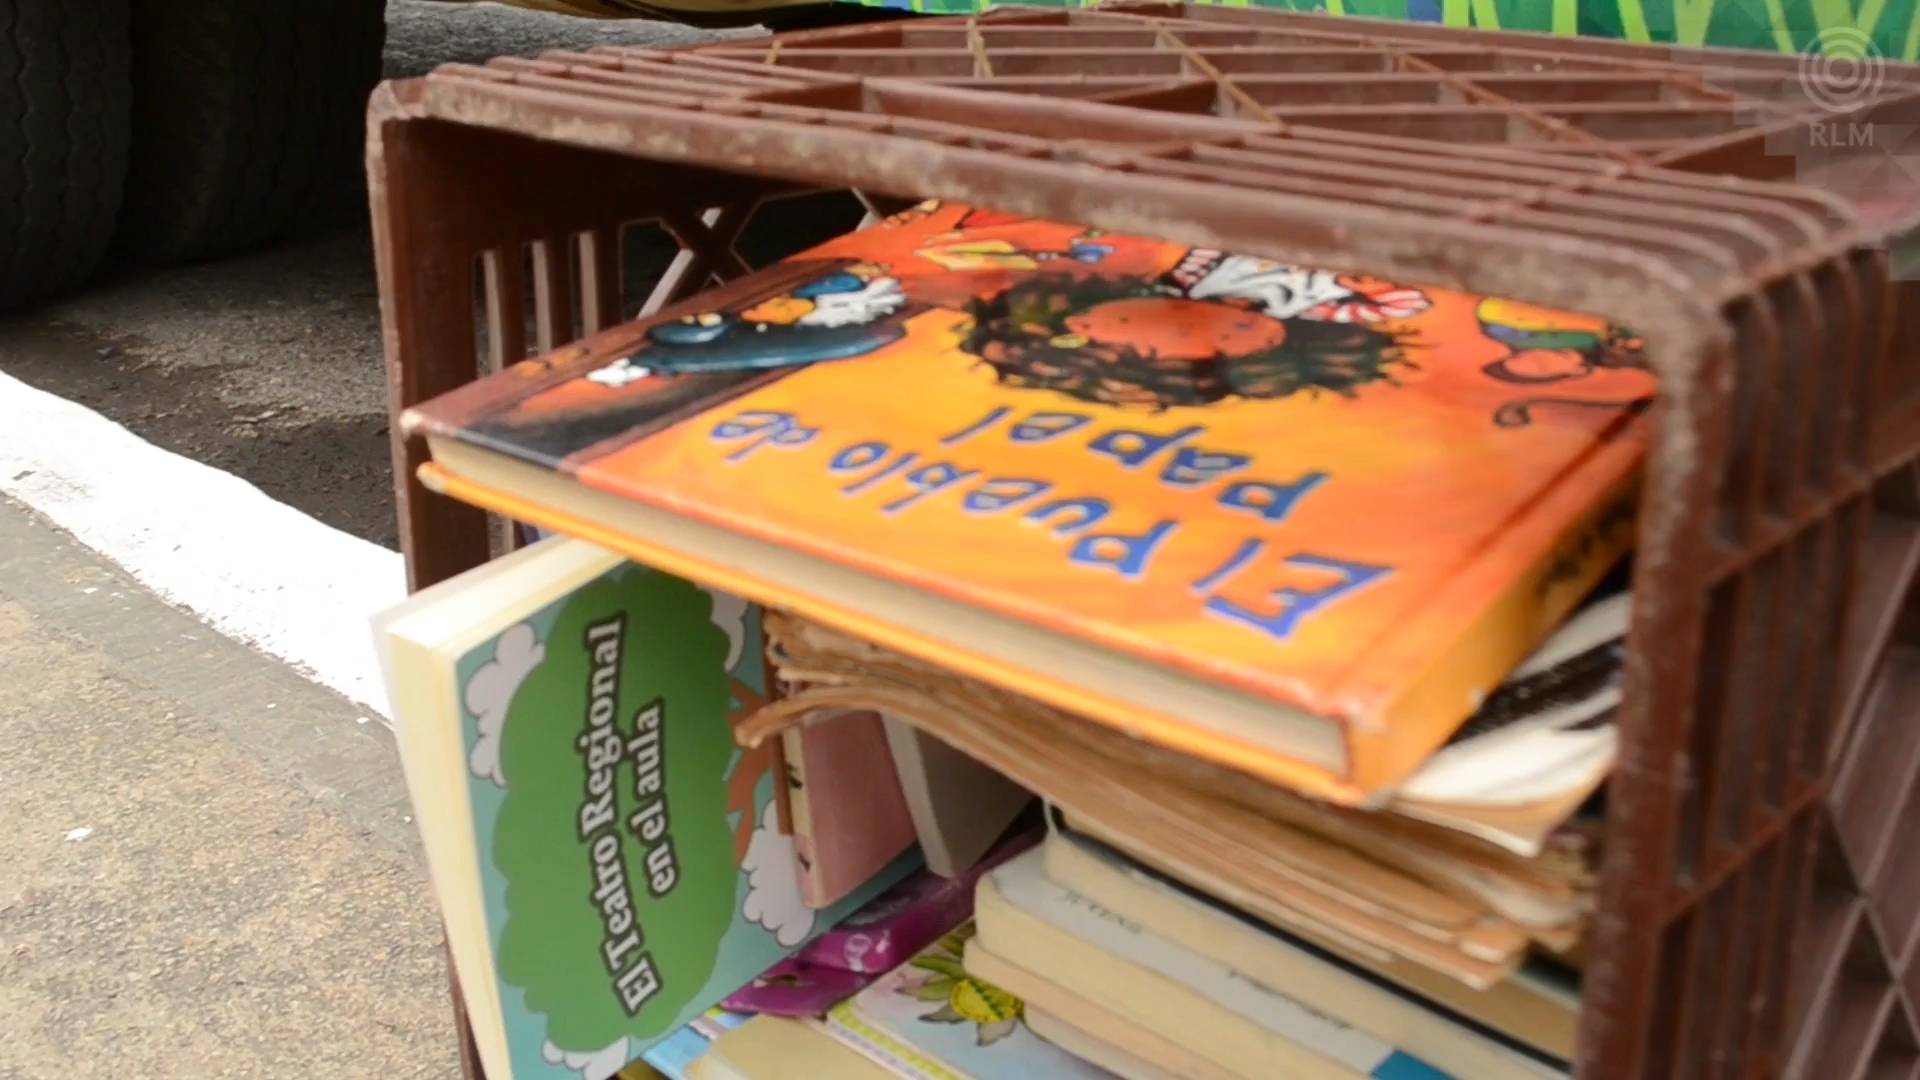 RLM
El Pueblo de
Papel
El Teatro Regional
en el aula